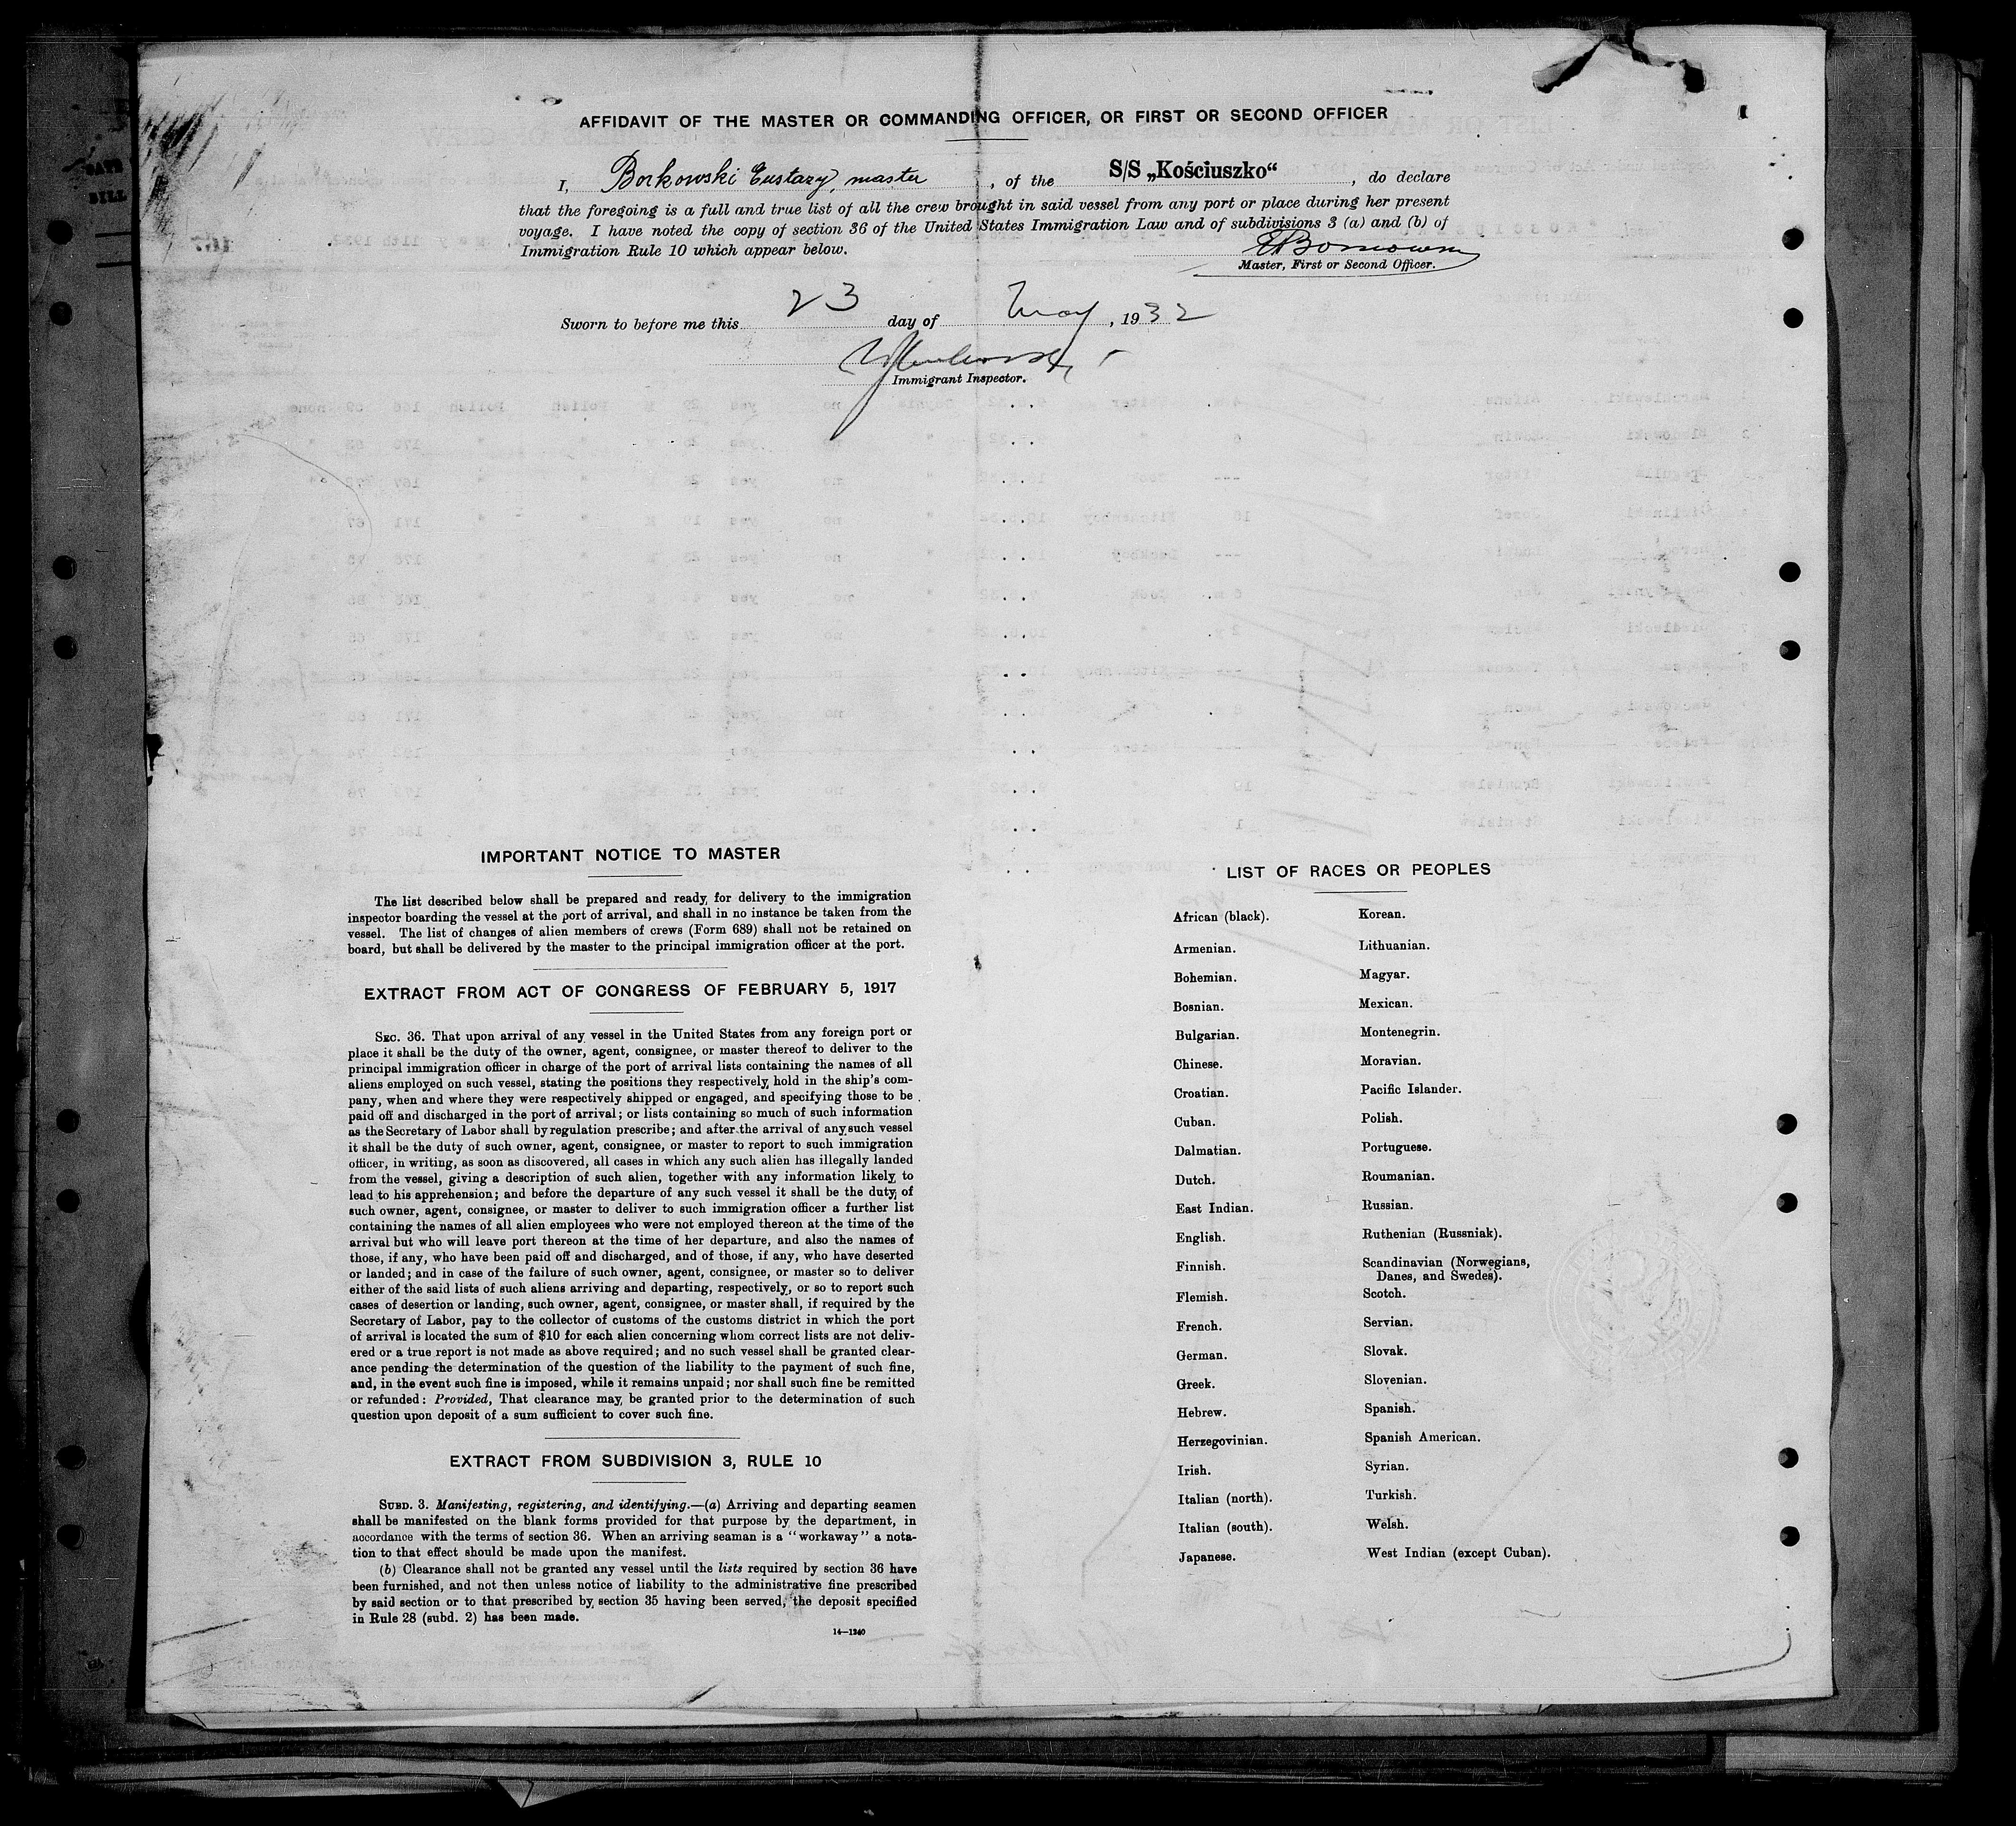 AFFIDAVIT OF THE MASTER OR COMMANDING OFFICER, OR FIRST OR SECOND OFFICER
I, Borkowski Eustazy, master, of the S/S „Kościuszko“, do declare
that the foregoing is a full and true list of all the crew brought in said vessel from any port or place during her present
voyage. I have noted the copy of section 36 of the United States Immigration Law and of subdivisions 3 (a) and (b) of
Immigration Rule 10 which appear below.
Master, First or Second Officer.
Sworn to before me this 23 day of May, 1932
Immigrant Inspector.
IMPORTANT NOTICE TO MASTER
The list described below shall be prepared and ready, for delivery to the immigration
inspector boarding the vessel at the port of arrival, and shall in no instance be taken from the
vessel. The list of changes of alien members of crews (Form 689) shall not be retained on
board, but shall be delivered by the master to the principal immigration officer at the port.
EXTRACT FROM ACT OF CONGRESS OF FEBRUARY 5, 1917
SEC. 36. That upon arrival of any vessel in the United States from any foreign port or
place it shall be the duty of the owner, agent, consignee, or master thereof to deliver to the
principal immigration officer in charge of the port of arrival lists containing the names of all
aliens employed on such vessel, stating the positions they respectively hold in the ship's com-
pany, when and where they were respectively shipped or engaged, and specifying those to be
paid off and discharged in the port of arrival; or lists containing so much of such information
as the Secretary of Labor shall by regulation prescribe; and after the arrival of any such vessel
it shall be the duty of such owner, agent, consignee, or master to report to such immigration
officer, in writing, as soon as discovered, all cases in which any such alien has illegally landed
from the vessel, giving a description of such alien, together with any information likely to
lead to his apprehension; and before the departure of any such vessel it shall be the duty of
such owner, agent, consignee, or master to deliver to such immigration officer a further list
containing the names of all alien employees who were not employed thereon at the time of the
arrival but who will leave port thereon at the time of her departure, and also the names of
those, if any, who have been paid off and discharged, and of those, if any, who have deserted
or landed; and in case of the failure of such owner, agent, consignee, or master so to deliver
either of the said lists of such aliens arriving and departing, respectively, or so to report such
cases of desertion or landing, such owner, agent, consignee, or master shall, if required by the
Secretary of Labor, pay to the collector of customs of the customs district in which the port
of arrival is located the sum of $10 for each alien concerning whom correct lists are not deliv-
ered or a true report is not made as above required; and no such vessel shall be granted clear-
ance pending the determination of the question of the liability to the payment of such fine,
and, in the event such fine is imposed, while it remains unpaid; nor shall such fine be remitted
or refunded: Provided, That clearance may be granted prior to the determination of such
question upon deposit of a sum sufficient to cover such fine.
EXTRACT FROM SUBDIVISION 3, RULE 10
SUBD. 3. Manifesting, registering, and identifying.—(a) Arriving and departing seamen
shall be manifested on the blank forms provided for that purpose by the department, in
accordance with the terms of section 36. When an arriving seaman is a "workaway" a nota-
tion to that effect should be made upon the manifest.
(b) Clearance shall not be granted any vessel until the lists required by section 36 have
been furnished, and not then unless notice of liability to the administrative fine prescribed
by said section or to that prescribed by section 35 having been served, the deposit specified
in Rule 28 (subd. 2) has been made.
14—1240
LIST OF RACES OR PEOPLES
African (black).
Armenian.
Bohemian.
Bosnian.
Bulgarian.
Chinese.
Croatian.
Cuban.
Dalmatian.
Dutch.
East Indian.
English.
Finnish.
Flemish.
French.
German.
Greek.
Hebrew.
Herzegovinian.
Irish.
Italian (north).
Italian (south).
Japanese.
Korean.
Lithuanian.
Magyar.
Mexican.
Montenegrin.
Moravian.
Pacific Islander.
Polish.
Portuguese.
Roumanian.
Russian.
Ruthenian (Russniak).
Scandinavian (Norwegians,
Danes, and Swedes).
Scotch.
Servian.
Slovak.
Slovenian.
Spanish.
Spanish American.
Syrian.
Turkish.
Welsh.
West Indian (except Cuban).